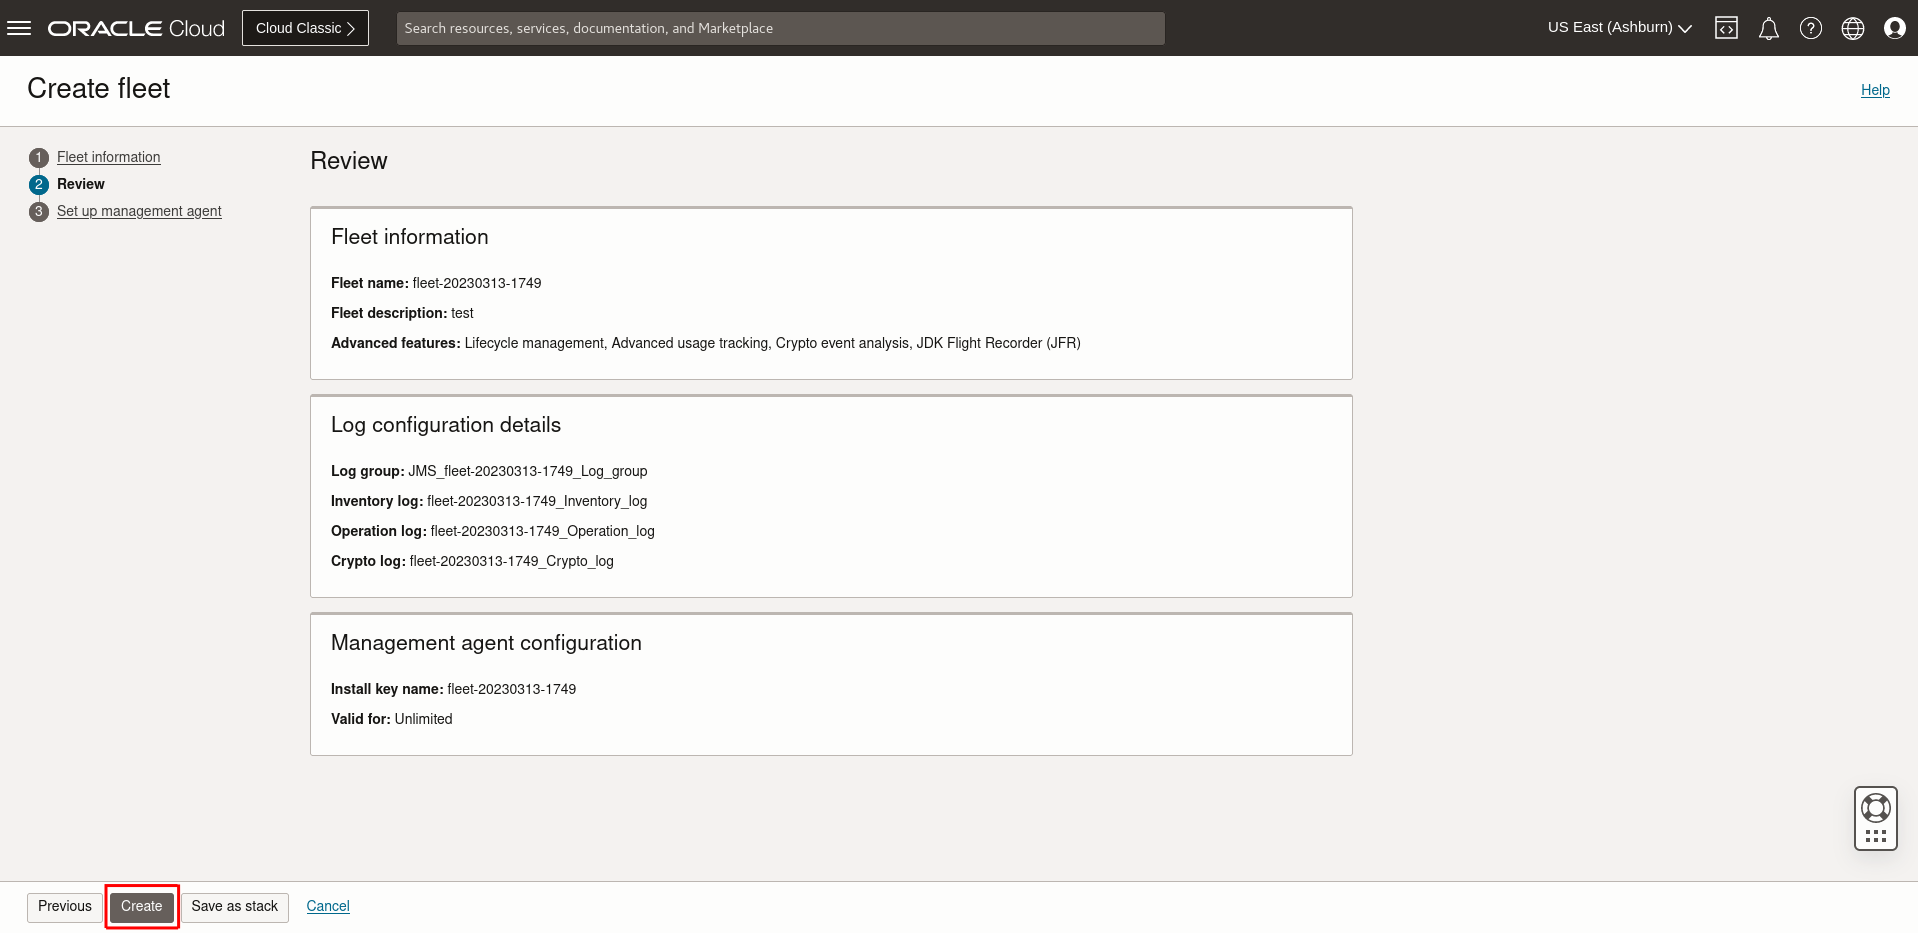 ORACLE Cloud
Cloud Classic
Search resources, services, documentation, and Marketplace
US East (Ashburn)
Create fleet
Help
1 Fleet information
2 Review
3 Set up management agent
Review
Fleet information
Fleet name: fleet-20230313-1749
Fleet description: test
Advanced features: Lifecycle management, Advanced usage tracking, Crypto event analysis, JDK Flight Recorder (JFR)
Log configuration details
Log group: JMS_fleet-20230313-1749_Log_group
Inventory log: fleet-20230313-1749_Inventory_log
Operation log: fleet-20230313-1749_Operation_log
Crypto log: fleet-20230313-1749_Crypto_log
Management agent configuration
Install key name: fleet-20230313-1749
Valid for: Unlimited
Previous
Create
Save as stack
Cancel